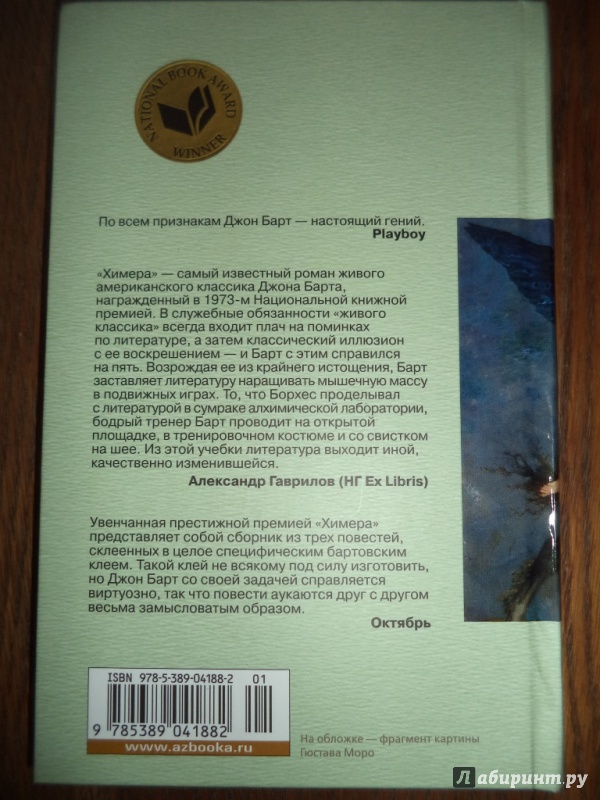 NATIONAL BOOK AWARD
WINNER
По всем признакам Джон Барт — настоящий гений.
Playboy
«Химера» — самый известный роман живого
американского классика Джона Барта,
награжденный в 1973-м Национальной книжной
премией. В служебные обязанности «живого
классика» всегда входит плач на поминках
по литературе, а затем классический иллюзион
с ее воскрешением — и Барт с этим справился
на пять. Возрождая ее из крайнего истощения, Барт
заставляет литературу наращивать мышечную массу
в подвижных играх. То, что Борхес проделывал
с литературой в сумраке алхимической лаборатории,
бодрый тренер Барт проводит на открытой
площадке, в тренировочном костюме и со свистком
на шее. Из этой учебки литература выходит иной,
качественно изменившейся.
Александр Гаврилов (НГ Ex Libris)
Увенчанная престижной премией «Химера»
представляет собой сборник из трех повестей,
склеенных в целое специфическим бартовским
клеем. Такой клей не всякому под силу изготовить,
но Джон Барт со своей задачей справляется
виртуозно, так что повести аукаются друг с другом
весьма замысловатым образом.
Октябрь
ISBN 978-5-389-04188-2 01
9 785389 041882
www.azbooka.ru
На обложке — фрагмент картины
Гюстава Моро
Лабиринт.ру